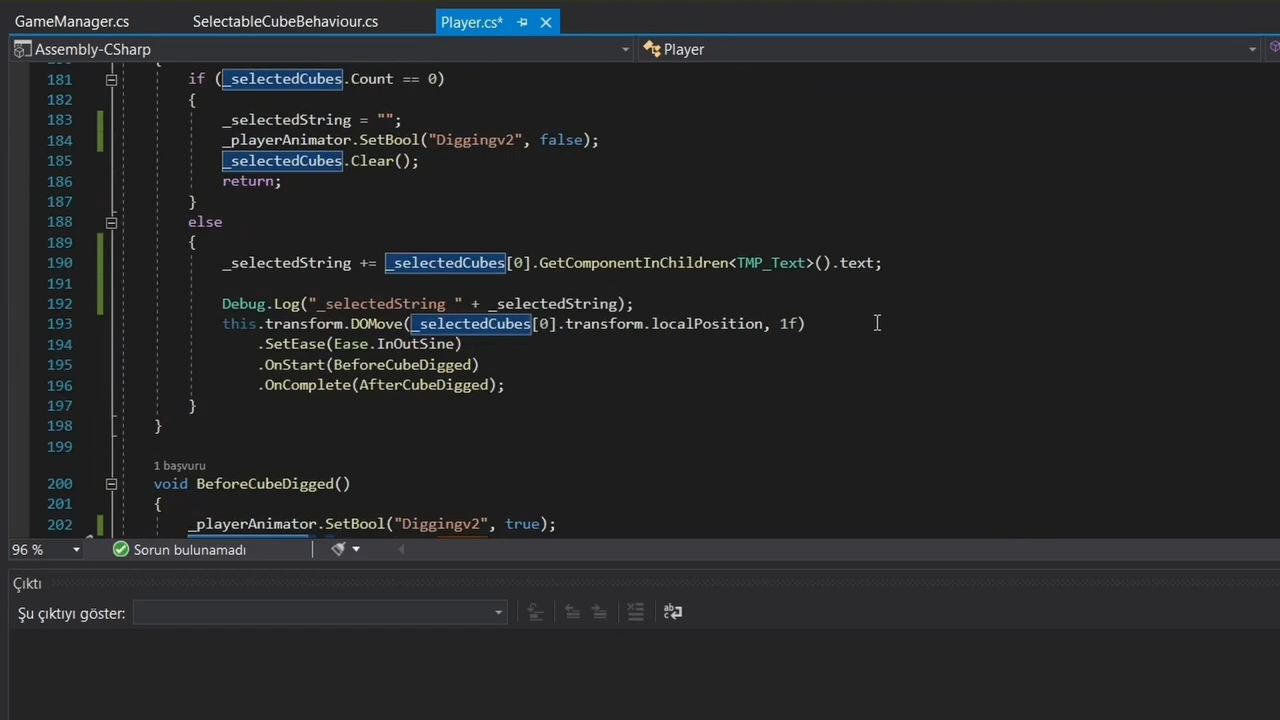 GameManager.cs SelectableCubeBehaviour.cs Player.cs*
Assembly-CSharp Player
181 if (_selectedCubes.Count == 0)
182 {
183 _selectedString = "";
184 _playerAnimator.SetBool("Diggingv2", false);
185 _selectedCubes.Clear();
186 return;
187 }
188 else
189 {
190 _selectedString += _selectedCubes[0].GetComponentInChildren<TMP_Text>().text;
191
192 Debug.Log("_selectedString " + _selectedString);
193 this.transform.DOMove(_selectedCubes[0].transform.localPosition, 1f)
194 .SetEase(Ease.InOutSine)
195 .OnStart(BeforeCubeDigged)
196 .OnComplete(AfterCubeDigged);
197 }
198 }
199
1 başvuru
200 void BeforeCubeDigged()
201 {
202 _playerAnimator.SetBool("Diggingv2", true);
96 % Sorun bulunamadı
Çıktı
Şu çıktıyı göster: